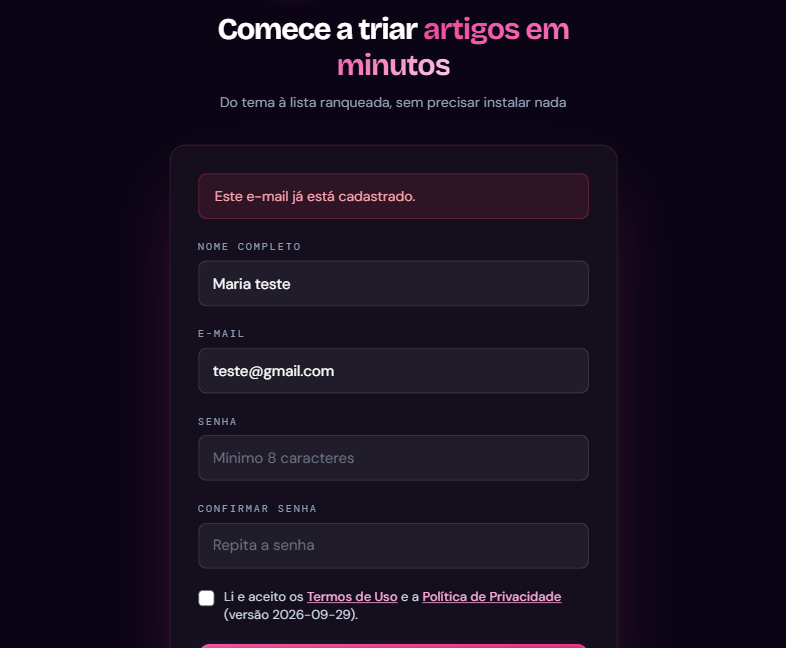 Comece a triar artigos em
minutos
Do tema à lista ranqueada, sem precisar instalar nada
Este e-mail já está cadastrado.
NOME COMPLETO
Maria teste
E-MAIL
teste@gmail.com
SENHA
Mínimo 8 caracteres
CONFIRMAR SENHA
Repita a senha
Li e aceito os Termos de Uso e a Política de Privacidade
(versão 2026-09-29).